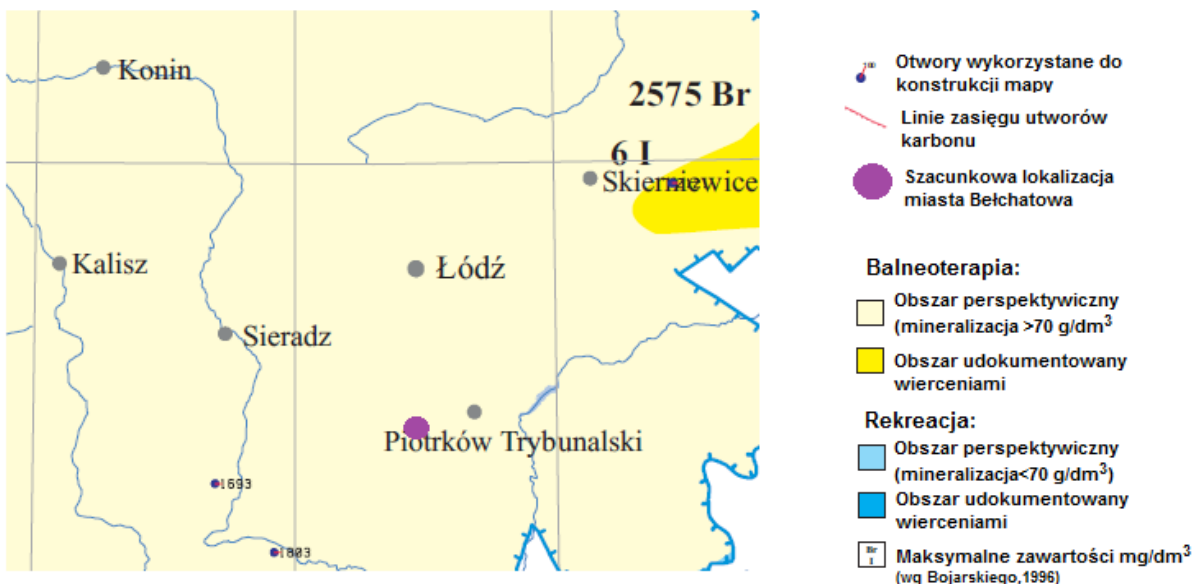 Konin
2575 Br
6 I
Skierniewice
Kalisz
Łódź
Sieradz
Piotrków Trybunalski
1693
1803
Otwory wykorzystane do
konstrukcji mapy
Linie zasięgu utworów
karbonu
Szacunkowa lokalizacja
miasta Bełchatowa
Balneoterapia:
Obszar perspektywiczny
(mineralizacja >70 g/dm³
Obszar udokumentowany
wierceniami
Rekreacja:
Obszar perspektywiczny
(mineralizacja<70 g/dm³)
Obszar udokumentowany
wierceniami
Br
I
Maksymalne zawartości mg/dm³
(wg Bojarskiego,1996)